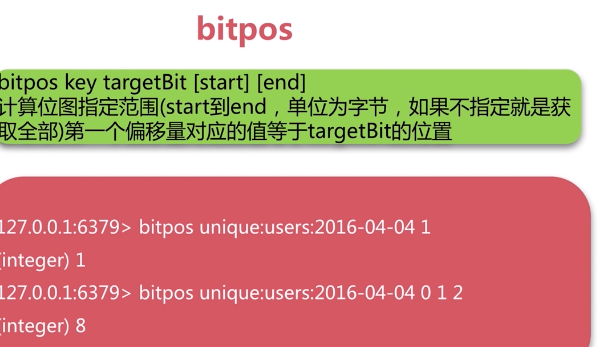 bitpos
bitpos key targetBit [start] [end]
计算位图指定范围(start到end，单位为字节，如果不指定就是获
取全部)第一个偏移量对应的值等于targetBit的位置
127.0.0.1:6379> bitpos unique:users:2016-04-04 1
(integer) 1
127.0.0.1:6379> bitpos unique:users:2016-04-04 0 1 2
(integer) 8